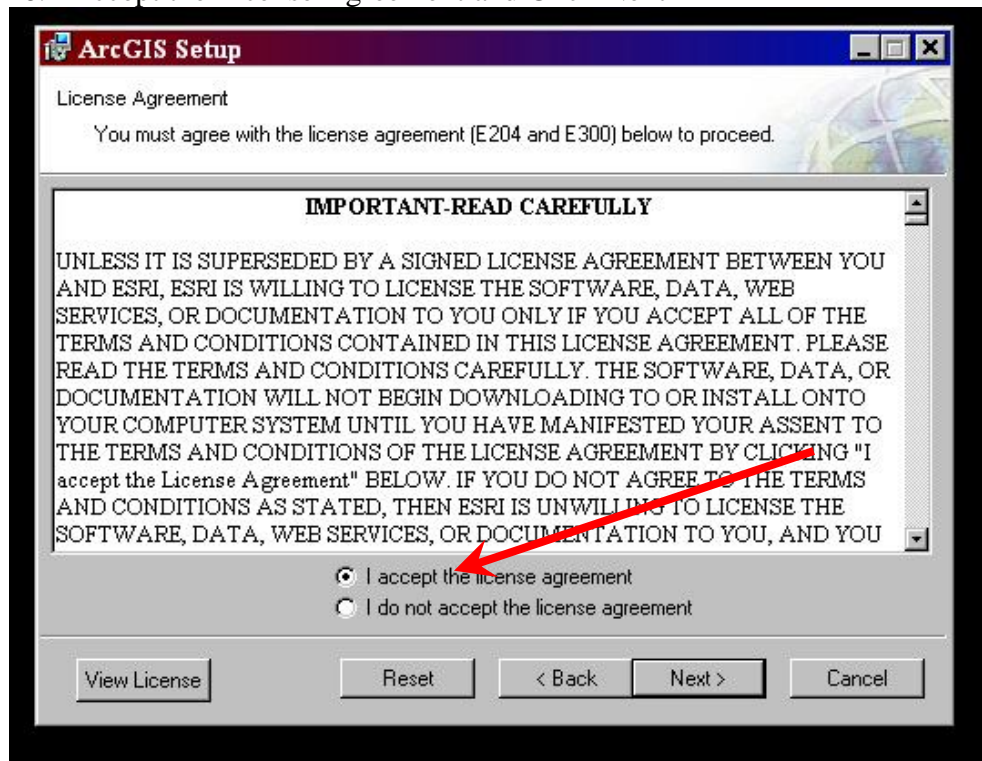 ArcGIS Setup
License Agreement
You must agree with the license agreement (E204 and E300) below to proceed.
IMPORTANT-READ CAREFULLY
UNLESS IT IS SUPERSEDED BY A SIGNED LICENSE AGREEMENT BETWEEN YOU
AND ESRI, ESRI IS WILLING TO LICENSE THE SOFTWARE, DATA, WEB
SERVICES, OR DOCUMENTATION TO YOU ONLY IF YOU ACCEPT ALL OF THE
TERMS AND CONDITIONS CONTAINED IN THIS LICENSE AGREEMENT. PLEASE
READ THE TERMS AND CONDITIONS CAREFULLY. THE SOFTWARE, DATA, OR
DOCUMENTATION WILL NOT BEGIN DOWNLOADING TO OR INSTALL ONTO
YOUR COMPUTER SYSTEM UNTIL YOU HAVE MANIFESTED YOUR ASSENT TO
THE TERMS AND CONDITIONS OF THE LICENSE AGREEMENT BY CLICKING "I
accept the License Agreement" BELOW. IF YOU DO NOT AGREE TO THE TERMS
AND CONDITIONS AS STATED, THEN ESRI IS UNWILLING TO LICENSE THE
SOFTWARE, DATA, WEB SERVICES, OR DOCUMENTATION TO YOU, AND YOU
I accept the license agreement
I do not accept the license agreement
View License Reset < Back Next > Cancel